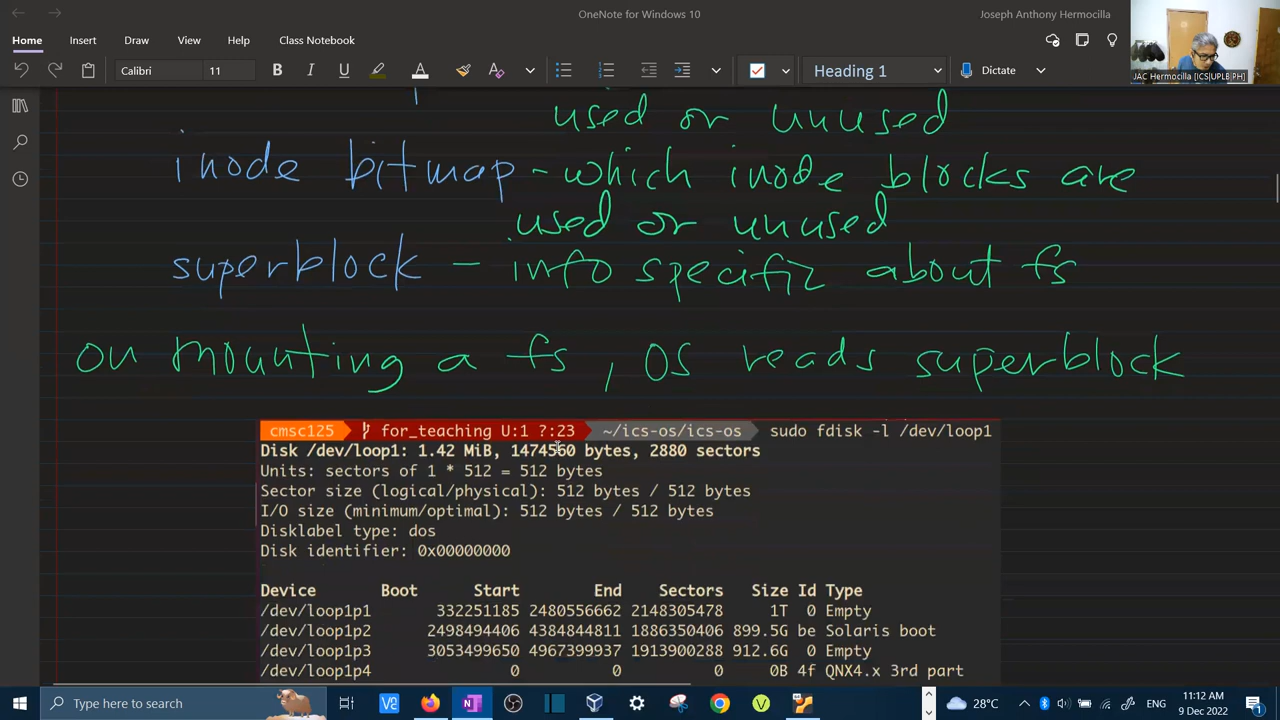 OneNote for Windows 10
Joseph Anthony Hermocilla
Home Insert Draw View Help Class Notebook
Calibri 11 B I U A Heading 1 Dictate
JAC Hermocilla [ICS|UPLB PH]
used or unused
inode bitmap - which inode blocks are
used or unused
superblock - info specific about fs
on mounting a fs, OS reads superblock
cmsc125 for_teaching U:1 ?:23 ~/ics-os/ics-os sudo fdisk -l /dev/loop1
Disk /dev/loop1: 1.42 MiB, 1474560 bytes, 2880 sectors
Units: sectors of 1 * 512 = 512 bytes
Sector size (logical/physical): 512 bytes / 512 bytes
I/O size (minimum/optimal): 512 bytes / 512 bytes
Disklabel type: dos
Disk identifier: 0x00000000
Device Boot Start End Sectors Size Id Type
/dev/loop1p1 332251185 2480556662 2148305478 1T 0 Empty
/dev/loop1p2 2498494406 4384844811 1886350406 899.5G be Solaris boot
/dev/loop1p3 3053499650 4967399937 1913900288 912.6G 0 Empty
/dev/loop1p4 0 0 0 0B 4f QNX4.x 3rd part
Type here to search
28°C
ENG
11:12 AM
9 Dec 2022
1